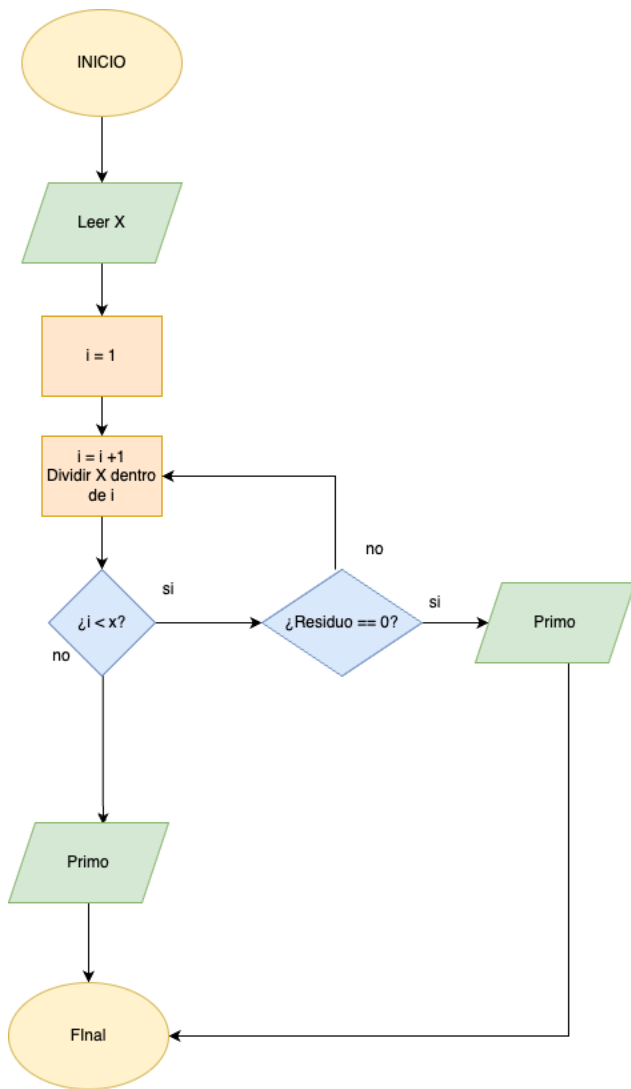 INICIO
Leer X
i = 1
i = i +1
Dividir X dentro
de i
¿i < x?
si
no
¿Residuo == 0?
no
si
Primo
Primo
FInal